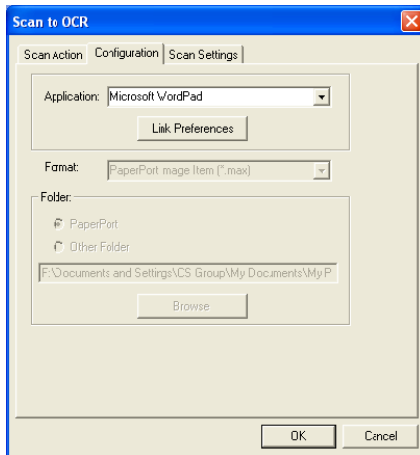 Scan to OCR
Scan Action Configuration Scan Settings
Application: Microsoft WordPad
Link Preferences
Format: PaperPort mage Item (*.max)
Folder:
PaperPort
Other Folder
F:\Documents and Settings\CS Group\My Documents\My P
Browse
OK Cancel